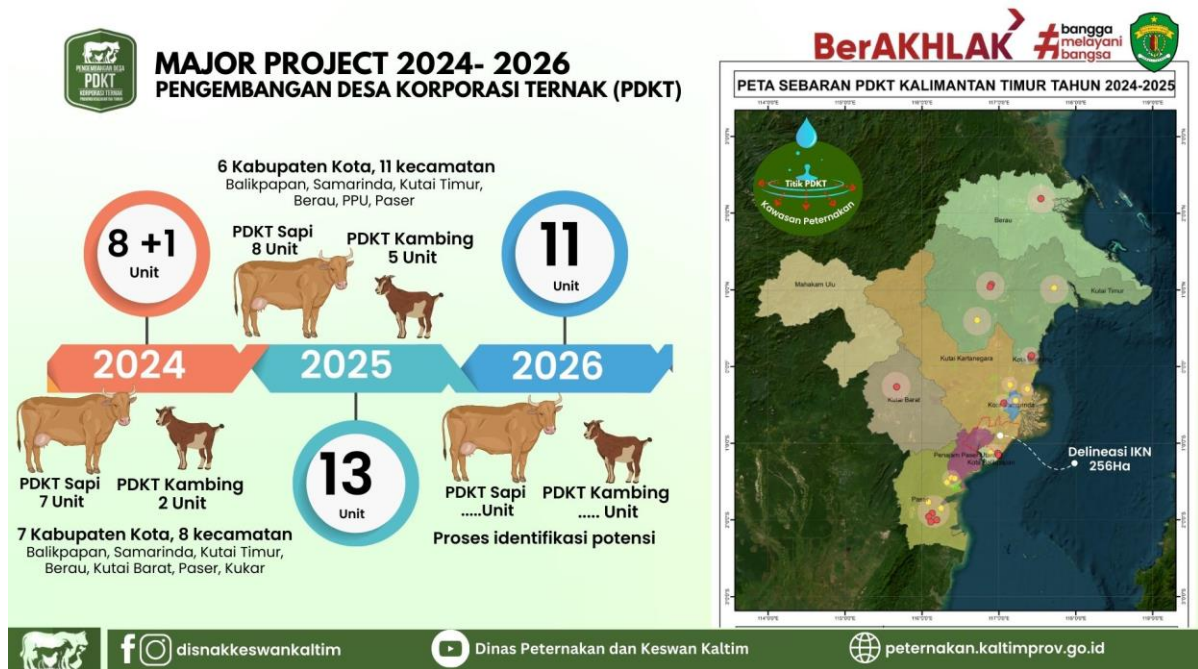 PENGEMBANGAN DESA
PDKT
KORPORASI TERNAK
MAJOR PROJECT 2024- 2026
PENGEMBANGAN DESA KORPORASI TERNAK (PDKT)
BerAKHLAK
#bangga
melayani
bangsa
6 Kabupaten Kota, 11 kecamatan
Balikpapan, Samarinda, Kutai Timur,
Berau, PPU, Paser
8 +1
Unit
PDKT Sapi
8 Unit
PDKT Kambing
5 Unit
11
Unit
2024
2025
2026
PDKT Sapi
7 Unit
PDKT Kambing
2 Unit
7 Kabupaten Kota, 8 kecamatan
Balikpapan, Samarinda, Kutai Timur,
Berau, Kutai Barat, Paser, Kukar
13
Unit
PDKT Sapi
.....Unit
PDKT Kambing
..... Unit
Proses identifikasi potensi
PETA SEBARAN PDKT KALIMANTAN TIMUR TAHUN 2024-2025
Titik PDKT
Kawasan Peternakan
Berau
Mahakam Ulu
Kutai Timur
Kutai Kartanegara
Kutai Barat
Delineasi IKN
256Ha
disnakkeswankaltim
Dinas Peternakan dan Keswan Kaltim
peternakan.kaltimprov.go.id